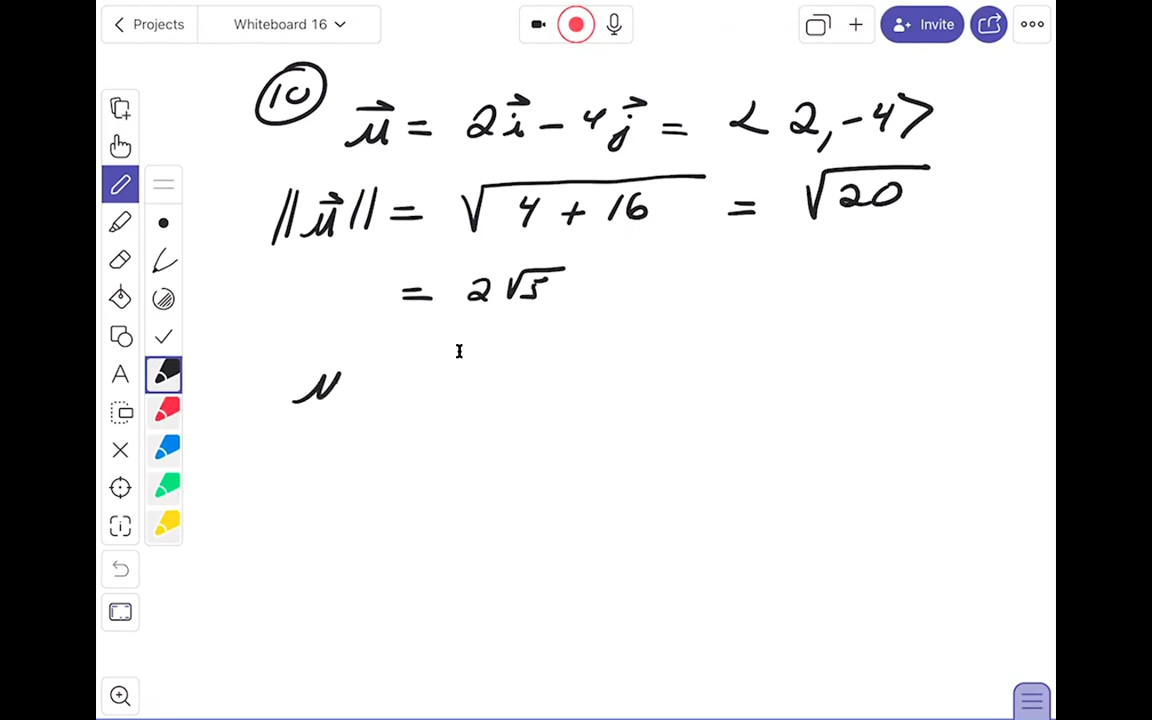 Projects
Whiteboard 16
Invite
10
u⃗ = 2i⃗ - 4j⃗ = < 2, -4>
||u⃗|| = √4 + 16 = √20
= 2√5
u
A